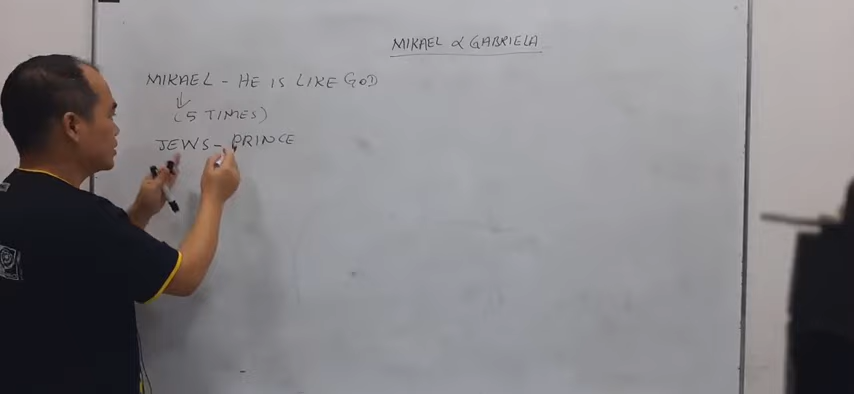 MIKAEL & GABRIELA
MIKAEL - HE IS LIKE GOD
(5 TIMES)
JEWS - PRINCE